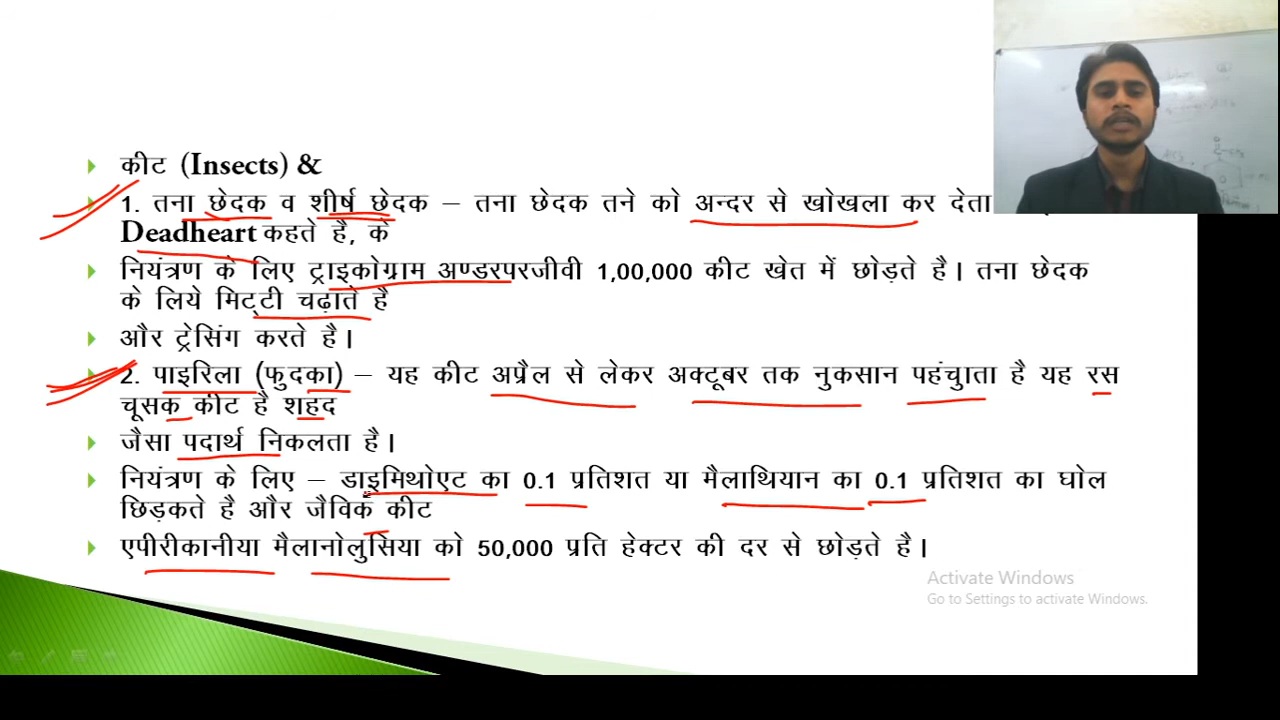 कीट (Insects) &
1. तना छेदक व शीर्ष छेदक – तना छेदक तने को अन्दर से खोखला कर देता
Deadheart कहते है, के
नियंत्रण के लिए ट्राइकोग्राम अण्डरपरजीवी 1,00,000 कीट खेत में छोड़ते है। तना छेदक
के लिये मिट्टी चढ़ाते है
और ट्रेसिंग करते है।
2. पाइरिला (फुदका) – यह कीट अप्रैल से लेकर अक्टूबर तक नुकसान पहंचुाता है यह रस
चूसक कीट है शहद
जैसा पदार्थ निकलता है।
नियंत्रण के लिए – डाइमिथोएट का 0.1 प्रतिशत या मैलाथियान का 0.1 प्रतिशत का घोल
छिड़कते है और जैविक कीट
एपीरीकानीया मैलानोलुसिया को 50,000 प्रति हेक्टर की दर से छोड़ते है।
Activate Windows
Go to Settings to activate Windows.